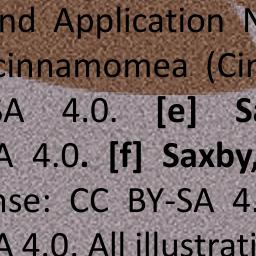 nd Application N
cinnamomea (Cin
SA 4.0. [e] Sa
A 4.0. [f] Saxby,
nse: CC BY-SA 4.
A 4.0. All illustrati